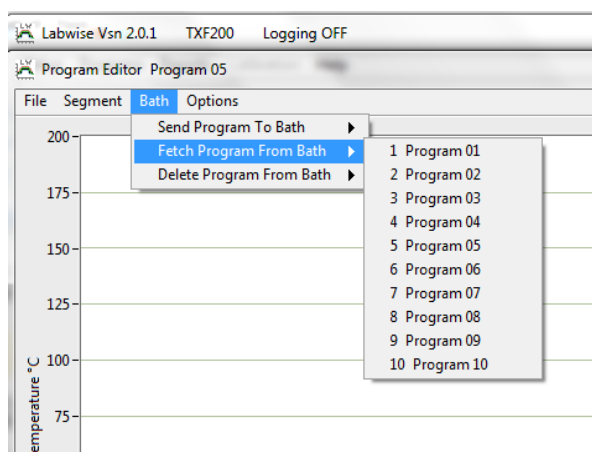 Labwise Vsn 2.0.1 TXF200 Logging OFF
Program Editor Program 05
File Segment Bath Options
Send Program To Bath
Fetch Program From Bath
Delete Program From Bath
1 Program 01
2 Program 02
3 Program 03
4 Program 04
5 Program 05
6 Program 06
7 Program 07
8 Program 08
9 Program 09
10 Program 10
200
175
150
125
100
75
emperature °C